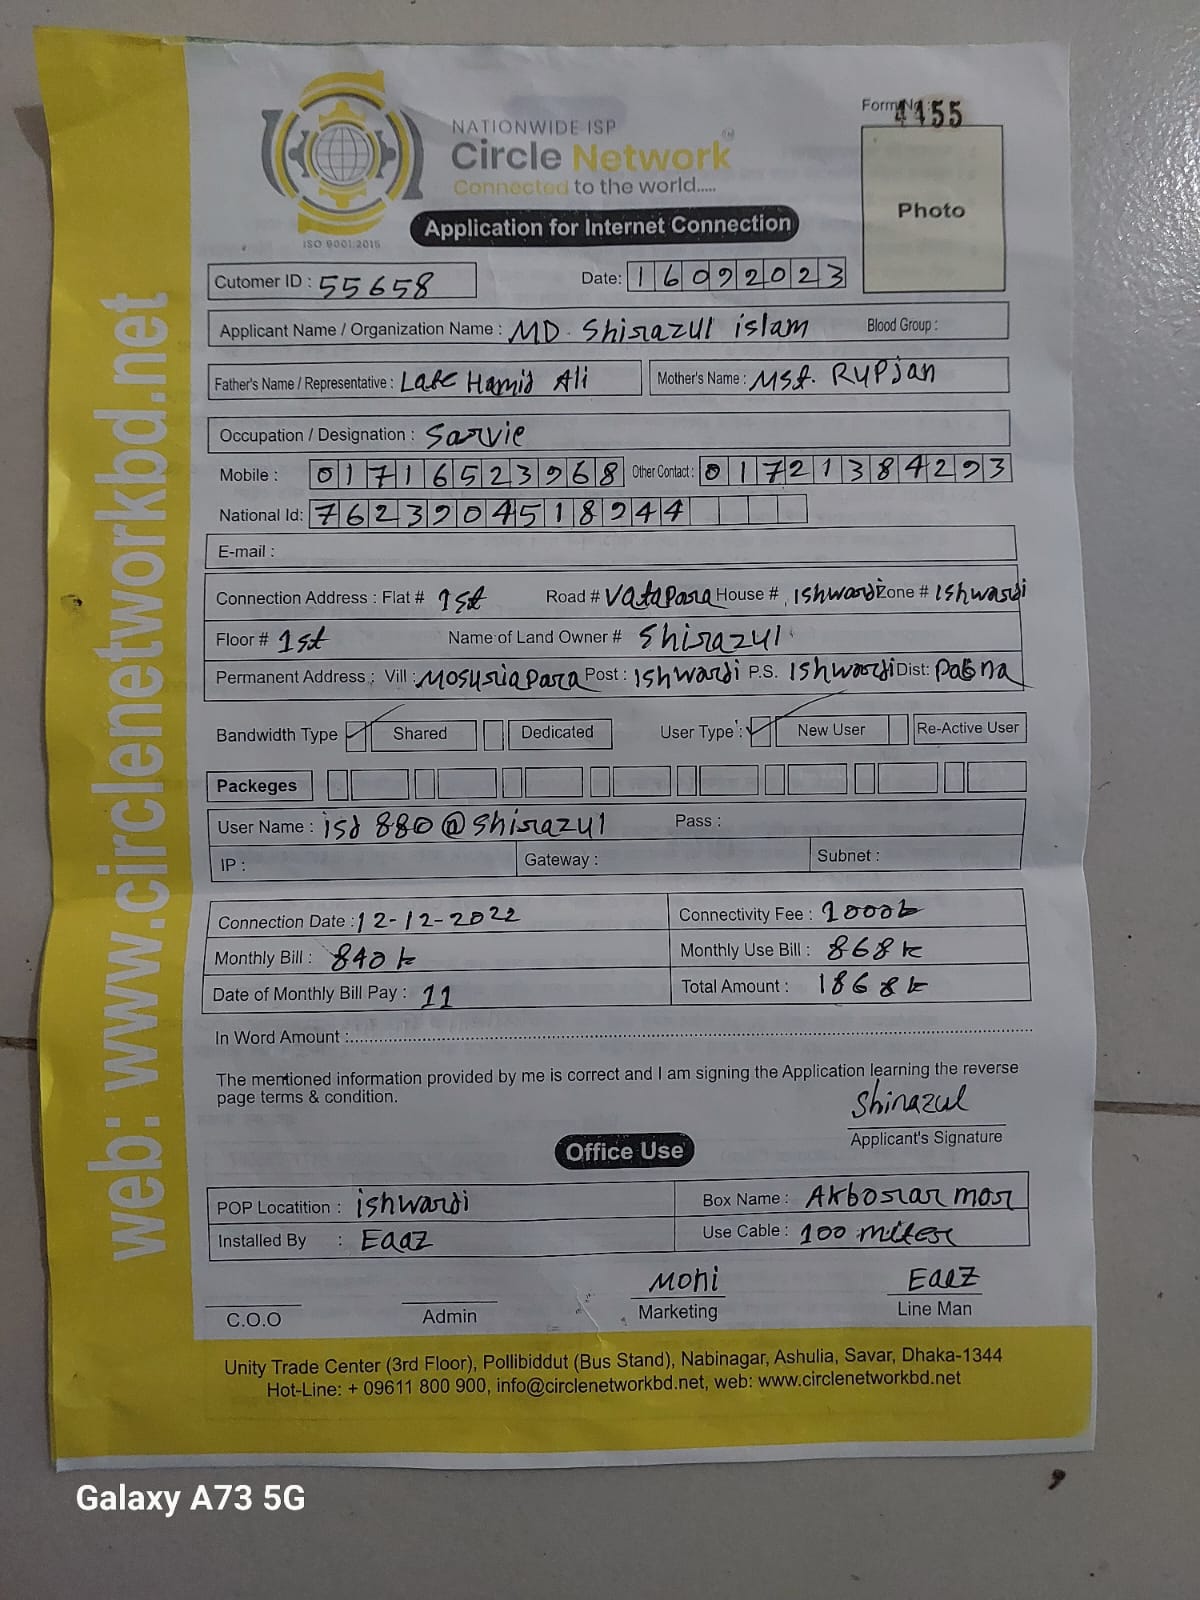 Form No :
4455
NATIONWIDE ISP
Circle Network
Connected to the world.....
Application for Internet Connection
ISO 9001:2015
Photo
Cutomer ID : 55658
Date: 16092023
Applicant Name / Organization Name : MD. Shirazul islam Blood Group :
Father's Name / Representative : Late Hamid Ali Mother's Name : Mst. Rupjan
Occupation / Designation : Sarvie
Mobile : 01716523968 Other Contact : 01721384293
National Id: 7623904518944
E-mail :
Connection Address : Flat # 1st Road # Vatapara House # ishwardi Zone # Ishwardi
Floor # 1st Name of Land Owner # Shirazul
Permanent Address : Vill : Mosuriapara Post : Ishwardi P.S. Ishwardi Dist: Pabna
Bandwidth Type Shared Dedicated User Type : New User Re-Active User
Packeges
User Name : isd 880@shirazul Pass :
IP : Gateway : Subnet :
Connection Date : 12-12-2022 Connectivity Fee : 1000
Monthly Bill : 840 Monthly Use Bill : 868
Date of Monthly Bill Pay : 11 Total Amount : 1868
In Word Amount :
The mentioned information provided by me is correct and I am signing the Application learning the reverse
page terms & condition.
Shirazul
Applicant's Signature
Office Use
POP Locatition : ishwardi Box Name : Akborar mor
Installed By : Eaaz Use Cable : 100 miter
Moni Eaaz
C.O.O Admin Marketing Line Man
Unity Trade Center (3rd Floor), Pollibiddut (Bus Stand), Nabinagar, Ashulia, Savar, Dhaka-1344
Hot-Line: + 09611 800 900, info@circlenetworkbd.net, web: www.circlenetworkbd.net
web: www.circlenetworkbd.net
Galaxy A73 5G